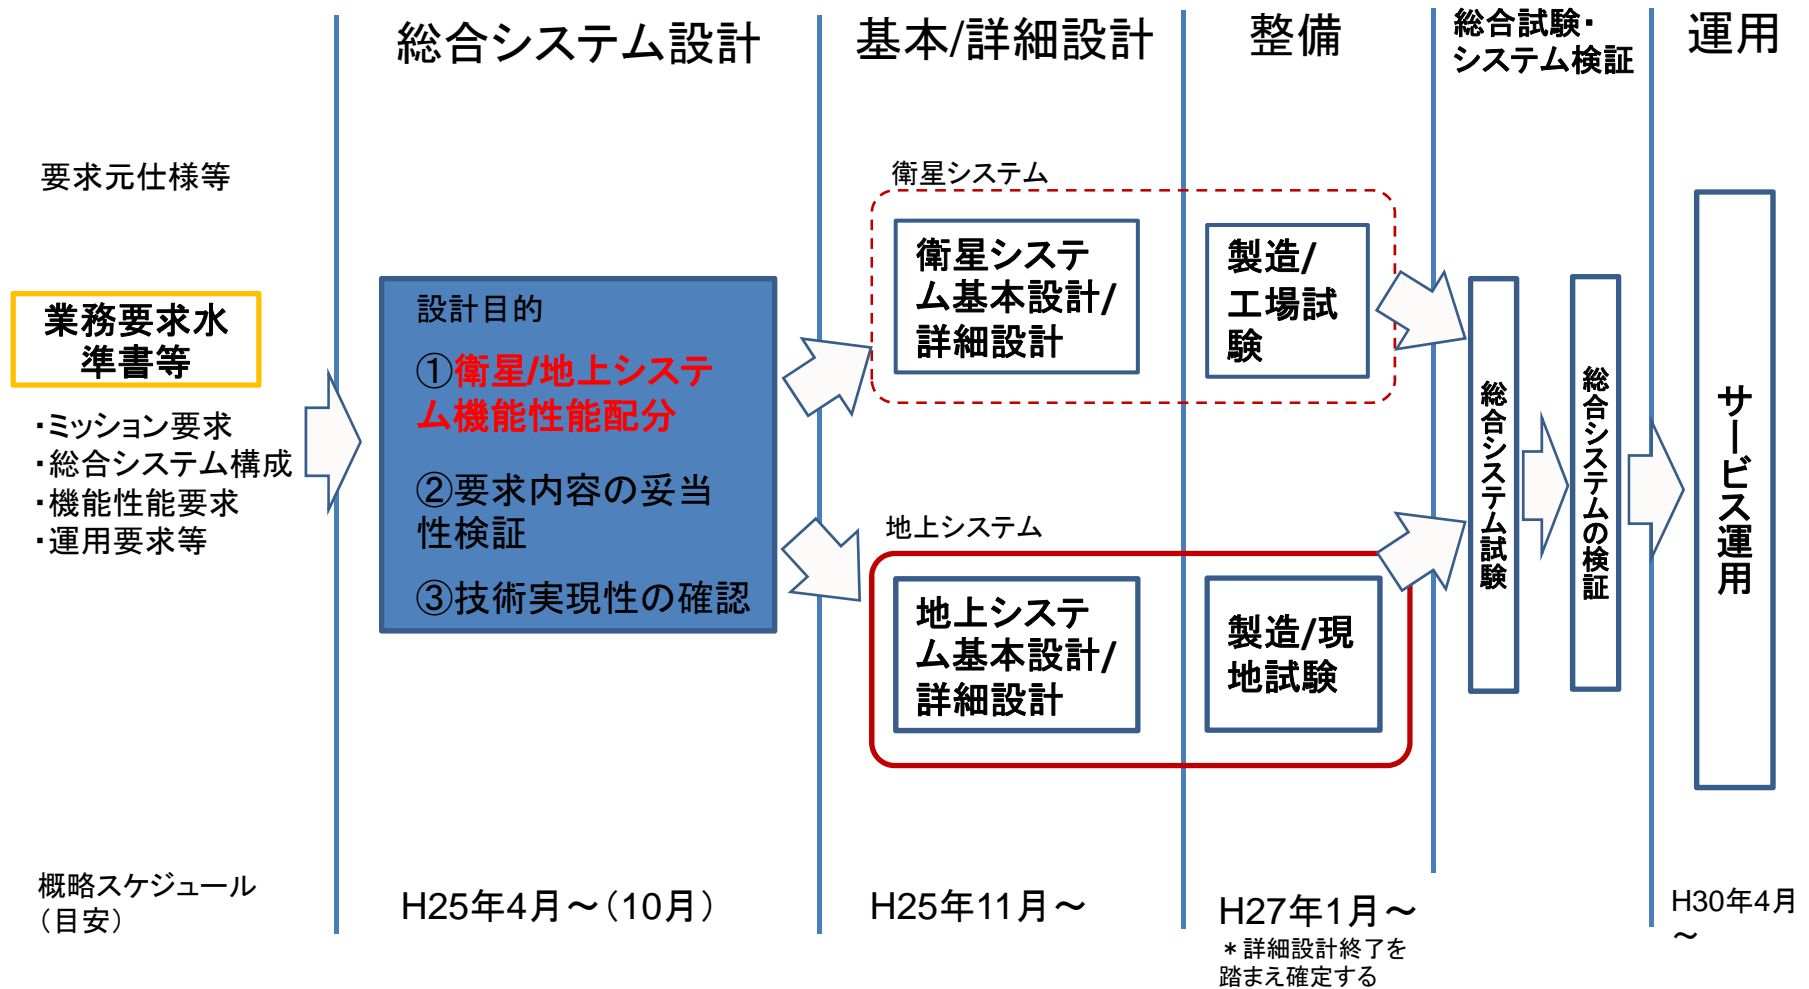 総合システム設計
基本/詳細設計
整備
総合試験・
システム検証
運用
要求元仕様等
業務要求水
準書等
・ミッション要求
・総合システム構成
・機能性能要求
・運用要求等
設計目的
①衛星/地上システ
ム機能性能配分
②要求内容の妥当
性検証
③技術実現性の確認
衛星システム
衛星システ
ム基本設計/
詳細設計
製造/
工場試
験
地上システム
地上システ
ム基本設計/
詳細設計
製造/現
地試験
総合システム試験
総合システムの検証
サービス運用
概略スケジュール
（目安）
H25年4月～（10月）
H25年11月～
H27年1月～
＊詳細設計終了を
踏まえ確定する
H30年4月
～